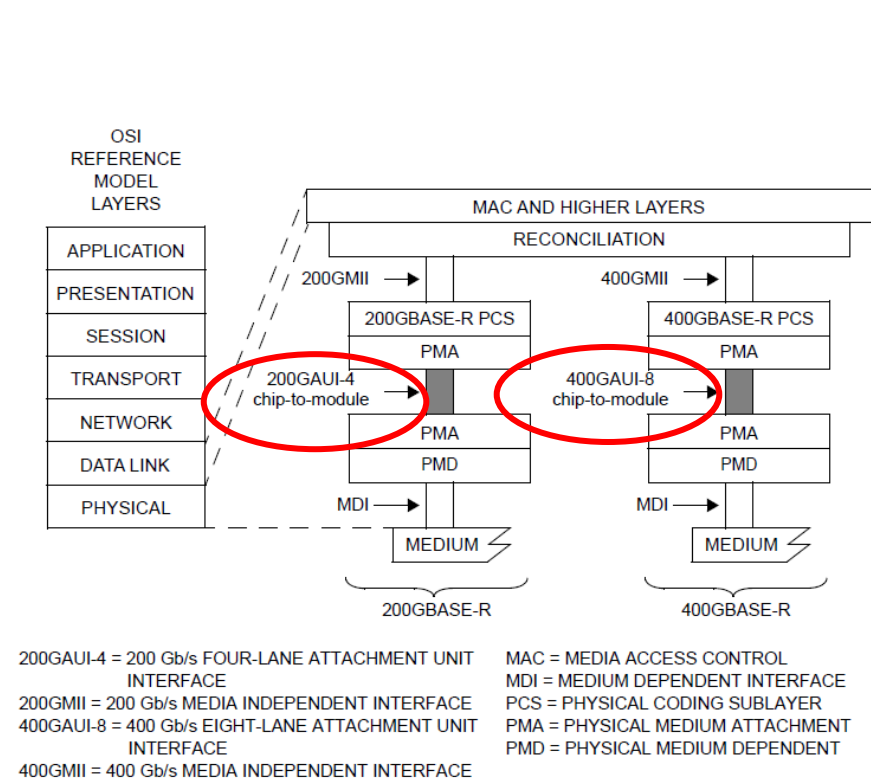 OSI
REFERENCE
MODEL
LAYERS
APPLICATION
PRESENTATION
SESSION
TRANSPORT
NETWORK
DATA LINK
PHYSICAL
MAC AND HIGHER LAYERS
RECONCILIATION
200GMII
200GBASE-R PCS
PMA
200GAUI-4
chip-to-module
PMA
PMD
MDI
MEDIUM
200GBASE-R
400GMII
400GBASE-R PCS
PMA
400GAUI-8
chip-to-module
PMA
PMD
MDI
MEDIUM
400GBASE-R
200GAUI-4 = 200 Gb/s FOUR-LANE ATTACHMENT UNIT
INTERFACE
200GMII = 200 Gb/s MEDIA INDEPENDENT INTERFACE
400GAUI-8 = 400 Gb/s EIGHT-LANE ATTACHMENT UNIT
INTERFACE
400GMII = 400 Gb/s MEDIA INDEPENDENT INTERFACE
MAC = MEDIA ACCESS CONTROL
MDI = MEDIUM DEPENDENT INTERFACE
PCS = PHYSICAL CODING SUBLAYER
PMA = PHYSICAL MEDIUM ATTACHMENT
PMD = PHYSICAL MEDIUM DEPENDENT